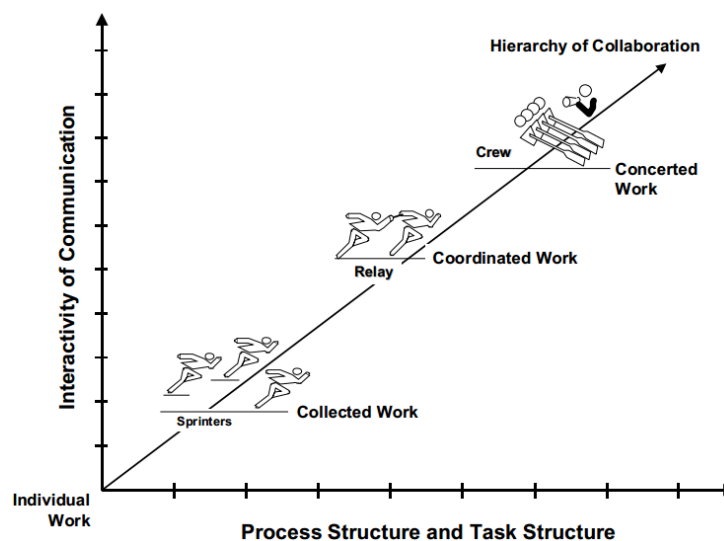 Hierarchy of Collaboration
Interactivity of Communication
Crew
Concerted
Work
Relay
Coordinated Work
Sprinters
Collected Work
Individual
Work
Process Structure and Task Structure